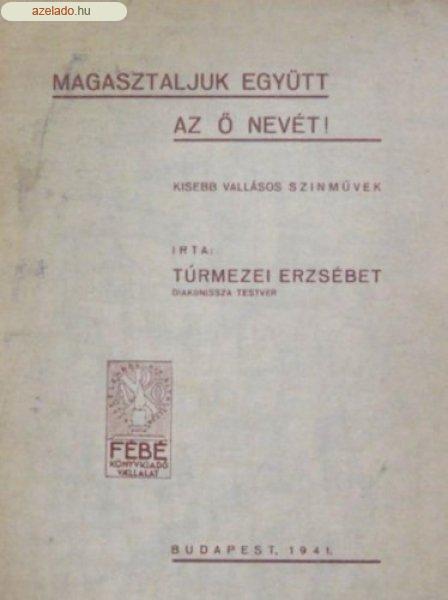 azelado.hu
MAGASZTALJUK EGYÜTT
AZ Ő NEVÉT!
KISEBB VALLÁSOS SZINMŰVEK
IRTA:
TÚRMEZEI ERZSÉBET
DIAKONISSZA TESTVÉR
FÉBÉ
KÖNYVKIADÓ
VÁLLALAT
BUDAPEST, 1941.